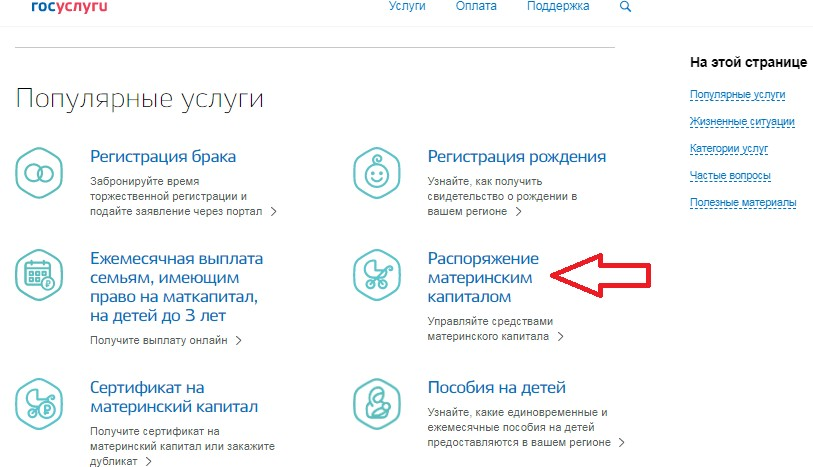 госуслуги
Услуги Оплата Поддержка
На этой странице
Популярные услуги
Жизненные ситуации
Категории услуг
Частые вопросы
Полезные материалы
Популярные услуги
Регистрация брака
Забронируйте время
торжественной регистрации и
подайте заявление через портал
Регистрация рождения
Узнайте, как получить
свидетельство о рождении в
вашем регионе
Ежемесячная выплата
семьям, имеющим
право на маткапитал,
на детей до 3 лет
Получите выплату онлайн
Распоряжение
материнским
капиталом
Управляйте средствами
материнского капитала
Сертификат на
материнский капитал
Получите сертификат на
материнский капитал или закажите
дубликат
Пособия на детей
Узнайте, какие единовременные и
ежемесячные пособия на детей
предоставляются в вашем регионе